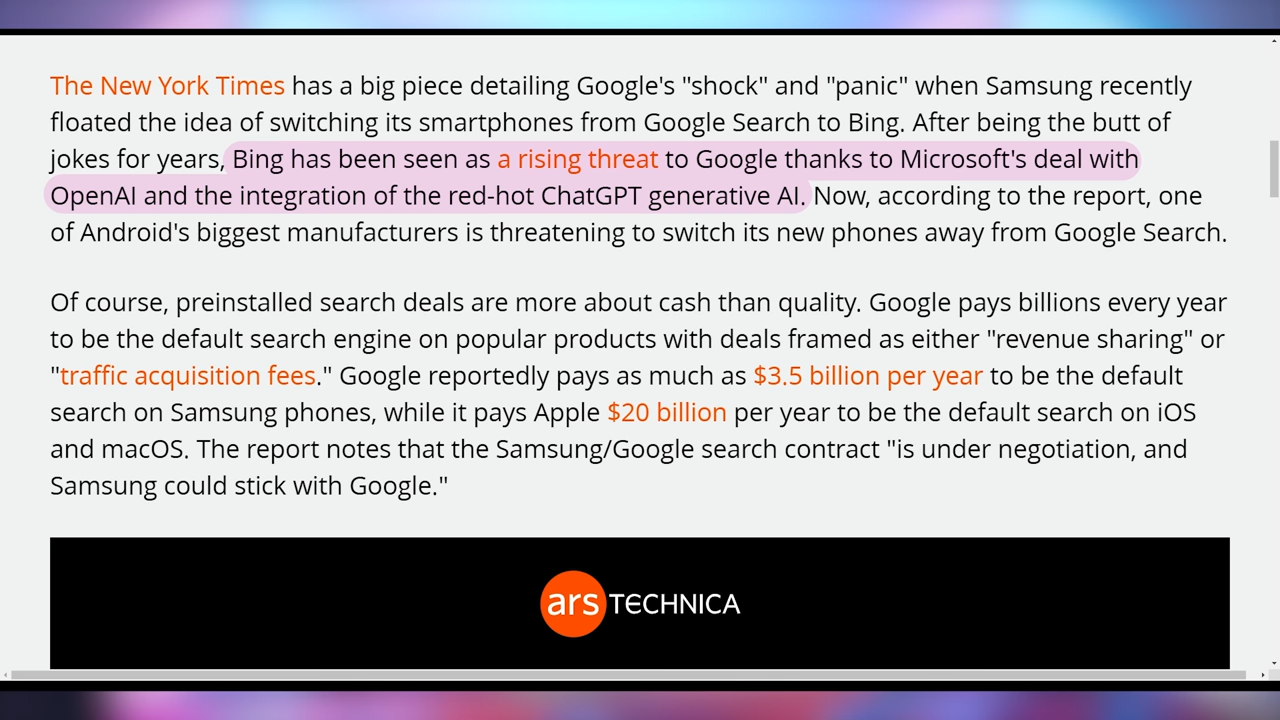 The New York Times has a big piece detailing Google's "shock" and "panic" when Samsung recently
floated the idea of switching its smartphones from Google Search to Bing. After being the butt of
jokes for years, Bing has been seen as a rising threat to Google thanks to Microsoft's deal with
OpenAI and the integration of the red-hot ChatGPT generative AI. Now, according to the report, one
of Android's biggest manufacturers is threatening to switch its new phones away from Google Search.
Of course, preinstalled search deals are more about cash than quality. Google pays billions every year
to be the default search engine on popular products with deals framed as either "revenue sharing" or
"traffic acquisition fees." Google reportedly pays as much as $3.5 billion per year to be the default
search on Samsung phones, while it pays Apple $20 billion per year to be the default search on iOS
and macOS. The report notes that the Samsung/Google search contract "is under negotiation, and
Samsung could stick with Google."
ars TECHNICA